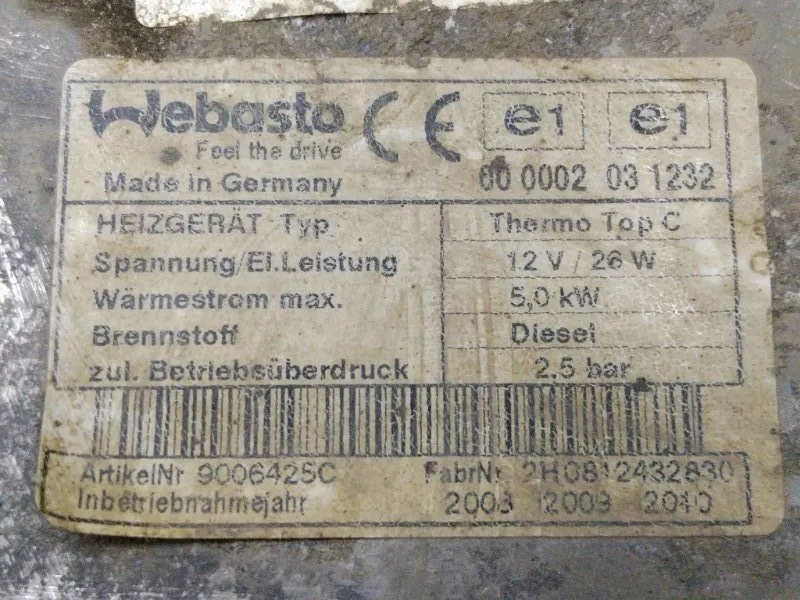 Webasto CE e1 e1
Feel the drive
Made in Germany 00 0002 03 1232
HEIZGERÄT Typ Thermo Top C
Spannung/El.Leistung 12 V / 26 W
Wärmestrom max. 5,0 kW
Brennstoff Diesel
zul. Betriebsüberdruck 2.5 bar
ArtikelNr 9006425C FabrNr. 2H0812432830
Inbetriebnahmejahr 2008 2009 2010